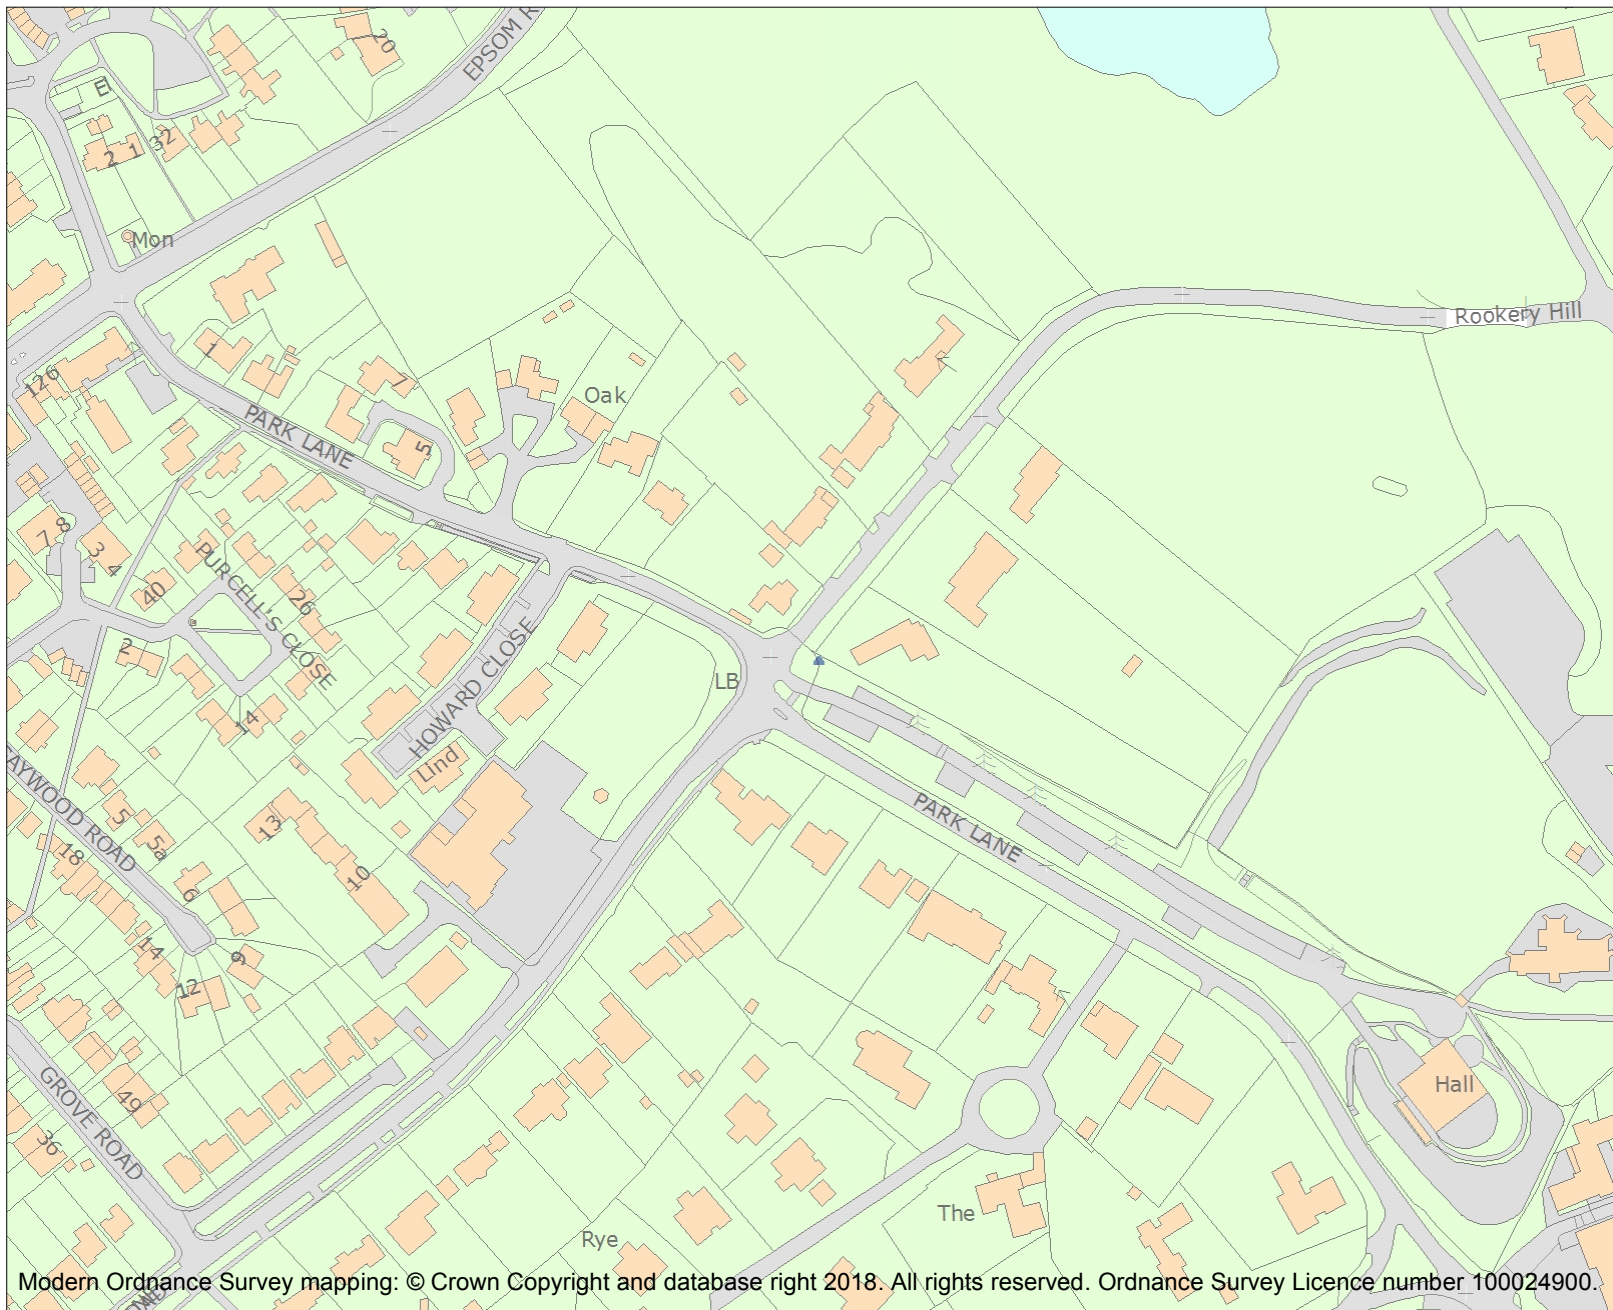 EPSOM R
20
E
2 1 32
Mon
Rookery Hill
1
126
7
Oak
PARK LANE
5
7 8
3 4
40
PURCELL'S CLOSE
26
2
HOWARD CLOSE
LB
14
Lind
AYWOOD ROAD
5
5a
13
PARK LANE
18
10
6
14
9
12
GROVE ROAD
49
Hall
36
The
Rye
Modern Ordnance Survey mapping: © Crown Copyright and database right 2018. All rights reserved. Ordnance Survey Licence number 100024900.